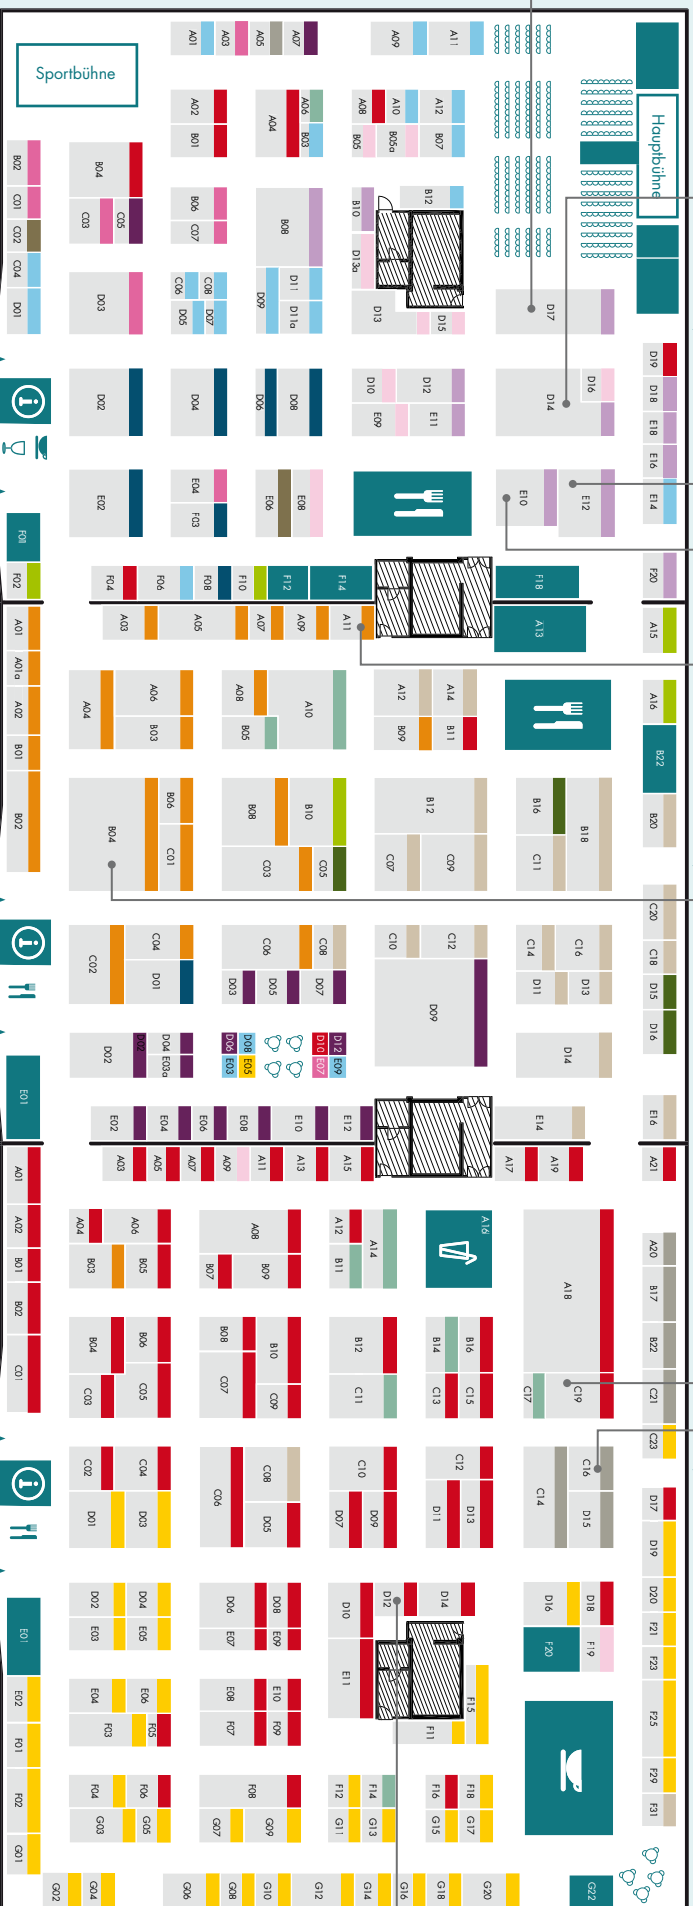 A01
A03
A05
A07
A09
A11
Sportbühne
Hauptbühne
A02
A04
A06
A08
A10
A12
B01
B03
B05
B05a
B07
B02
B04
C01
C03
C05
C02
B06
C07
B08
B10
B12
D13a
C04
D01
D03
C06
C08
D05
D07
D09
D11
D11a
D13
D15
D17
D19
D02
D04
D06
D08
D10
D12
E09
E11
D14
D16
D18
E18
E16
E14
E02
E04
F03
E06
E08
E10
E12
F01
F02
F04
F06
F08
F10
F12
F14
F18
F20
A01
A03
A05
A07
A09
A11
A13
A15
A01a
A02
A04
A06
B03
A08
B05
A10
A12
B09
A14
B11
A16
B01
B22
B02
B04
B06
C01
B08
B10
C03
C05
B12
C07
C09
B16
C11
B18
B20
C20
C02
C04
D01
C06
C08
D03
D05
D07
C10
C12
D09
C14
C16
D11
D13
C18
D15
D16
D02
D02
D04
E03a
D06
D08
E03
E05
D10
D12
E07
E09
D14
E01
E02
E04
E06
E08
E10
E12
E14
E16
A01
A03
A05
A07
A09
A11
A13
A15
A17
A19
A21
A02
A04
A06
B03
B05
A08
B07
B09
A12
A14
B11
A16i
A18
A20
B01
B17
B02
B04
B06
C03
C05
B08
B10
C07
C09
B12
C11
B14
B16
C13
C15
C17
C19
B22
C21
C01
C23
C02
C04
D01
D03
C06
C08
D05
C10
D07
D09
C12
D11
D13
C14
C16
D15
D17
D19
D02
D04
E03
E05
D06
D08
E07
E09
D10
E11
D12
D14
D16
D18
F20
F19
D20
F21
F23
E01
E02
E04
E06
F03
F05
E08
E10
F07
F09
F11
F15
F25
F01
F02
F04
F06
G03
G05
F08
G07
G09
F12
F14
G11
G13
F16
F18
G15
G17
F29
F31
G01
G02
G04
G06
G08
G10
G12
G14
G16
G18
G20
G22